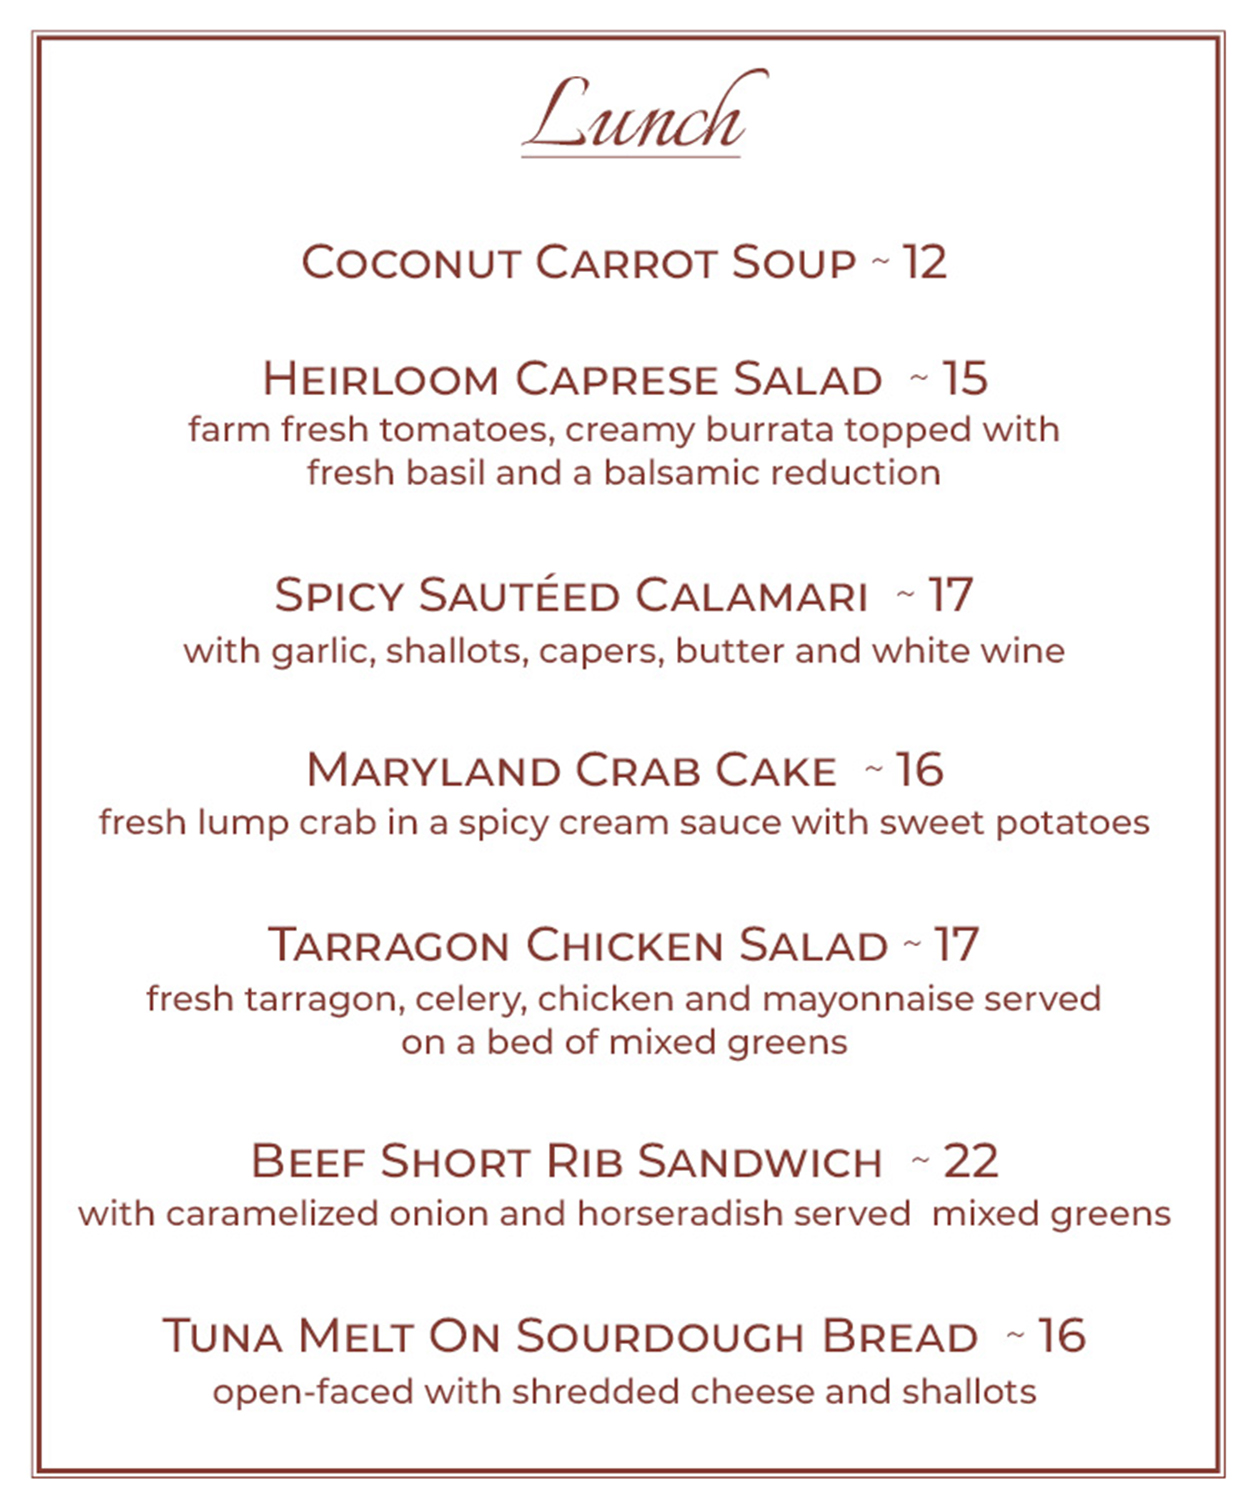 Lunch
Coconut Carrot Soup ~ 12
Heirloom Caprese Salad ~ 15
farm fresh tomatoes, creamy burrata topped with
fresh basil and a balsamic reduction
Spicy Sautéed Calamari ~ 17
with garlic, shallots, capers, butter and white wine
Maryland Crab Cake ~ 16
fresh lump crab in a spicy cream sauce with sweet potatoes
Tarragon Chicken Salad ~ 17
fresh tarragon, celery, chicken and mayonnaise served
on a bed of mixed greens
Beef Short Rib Sandwich ~ 22
with caramelized onion and horseradish served  mixed greens
Tuna Melt On Sourdough Bread ~ 16
open-faced with shredded cheese and shallots